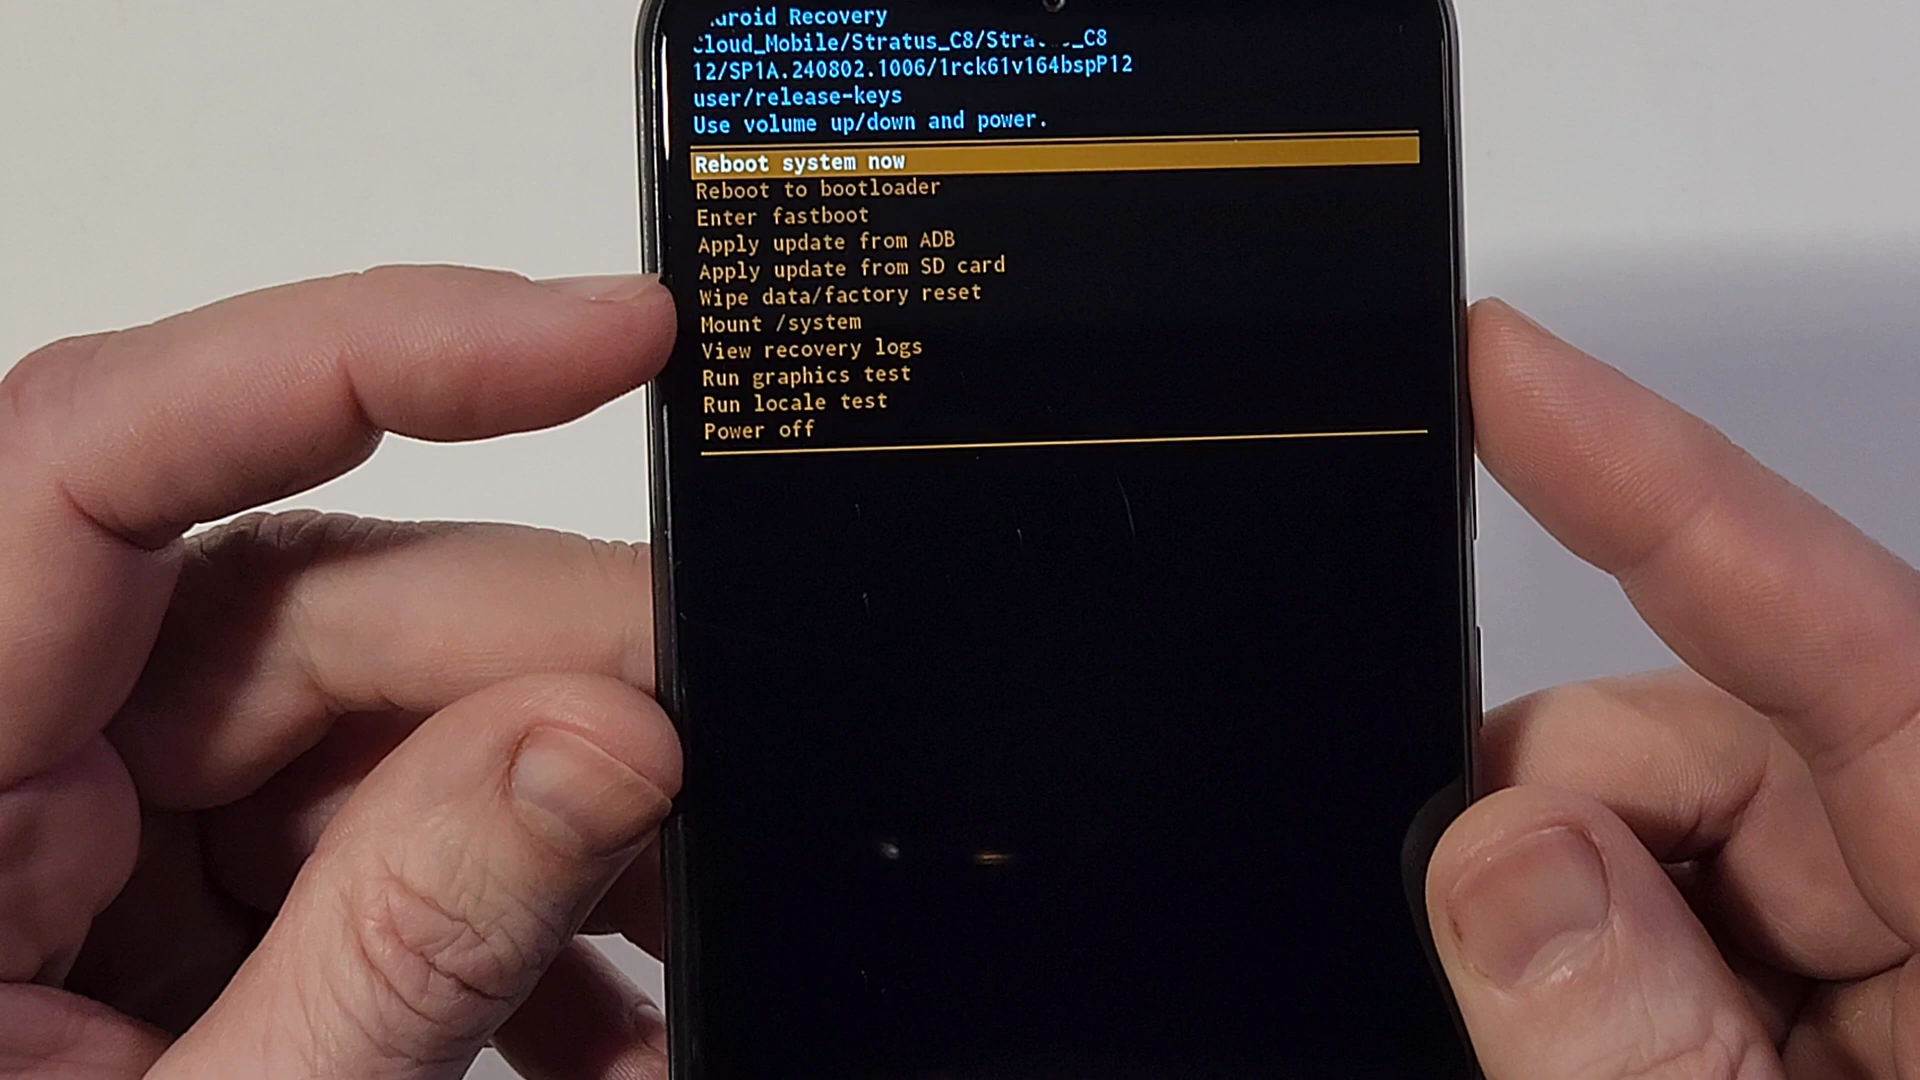 Recovery
Cloud_Mobile/Stratus_C8/Stratus_C8
12/SP1A.240802.1006/1rck61v164bspP12
user/release-keys
Use volume up/down and power.
Reboot system now
Reboot to bootloader
Enter fastboot
Apply update from ADB
Apply update from SD card
Wipe data/factory reset
Mount /system
View recovery logs
Run graphics test
Run locale test
Power off